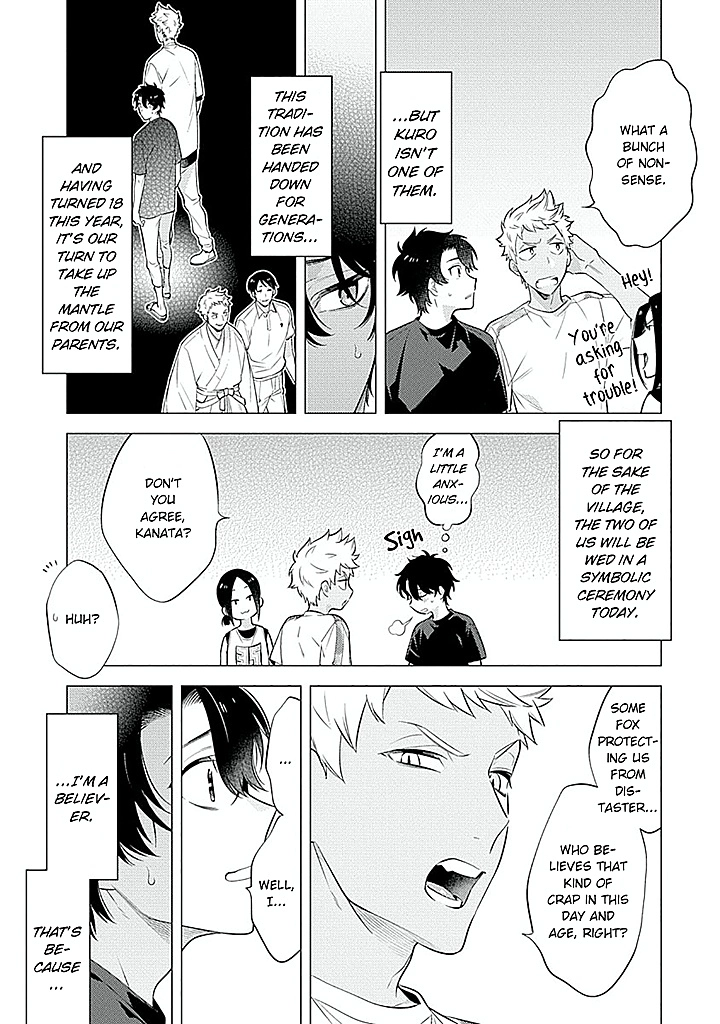 WHAT A
BUNCH
OF NON-
SENSE.
...BUT
KURO
ISN'T
ONE OF
THEM.
Hey!
You're
asking
for
trouble!
THIS
TRADI-
TION HAS
BEEN
HANDED
DOWN
FOR
GENERA-
TIONS...
AND
HAVING
TURNED 18
THIS YEAR,
IT'S OUR
TURN TO
TAKE UP
THE
MANTLE
FROM OUR
PARENTS.
SO FOR
THE SAKE
OF THE
VILLAGE,
THE TWO OF
US WILL BE
WED IN A
SYMBOLIC
CEREMONY
TODAY.
I'M A
LITTLE
ANX-
IOUS...
Sigh
DON'T
YOU
AGREE,
KANATA?
HUH?
SOME
FOX
PROTECT-
ING US
FROM
DIS-
TASTER...
WHO BE-
LIEVES THAT
KIND OF
CRAP IN THIS
DAY AND
AGE, RIGHT?
...
WELL,
I...
...I'M A
BELIEV-
ER.
THAT'S
BE-
CAUSE
...